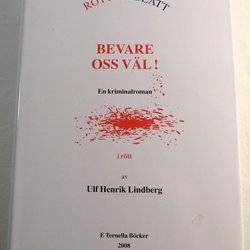 BEVARE
OSS VÄL !
En kriminalroman
i rött
av
Ulf Henrik Lindberg
E Ternella Böcker
2008